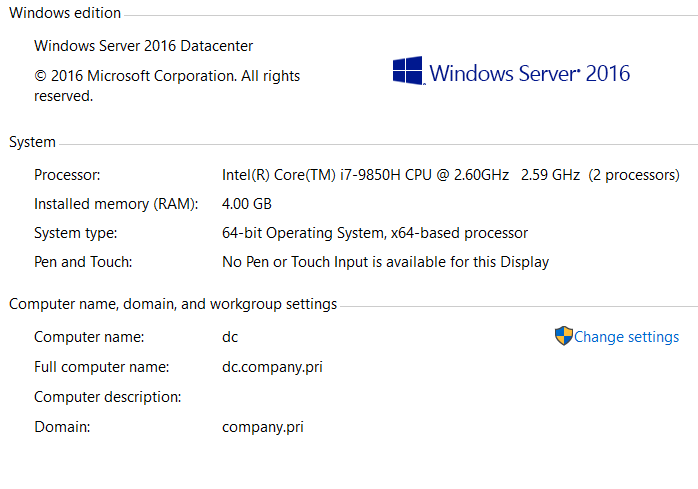 Windows edition
Windows Server 2016 Datacenter
© 2016 Microsoft Corporation. All rights
reserved.
Windows Server® 2016
System
Processor: Intel(R) Core(TM) i7-9850H CPU @ 2.60GHz 2.59 GHz (2 processors)
Installed memory (RAM): 4.00 GB
System type: 64-bit Operating System, x64-based processor
Pen and Touch: No Pen or Touch Input is available for this Display
Computer name, domain, and workgroup settings
Computer name: dc Change settings
Full computer name: dc.company.pri
Computer description:
Domain: company.pri